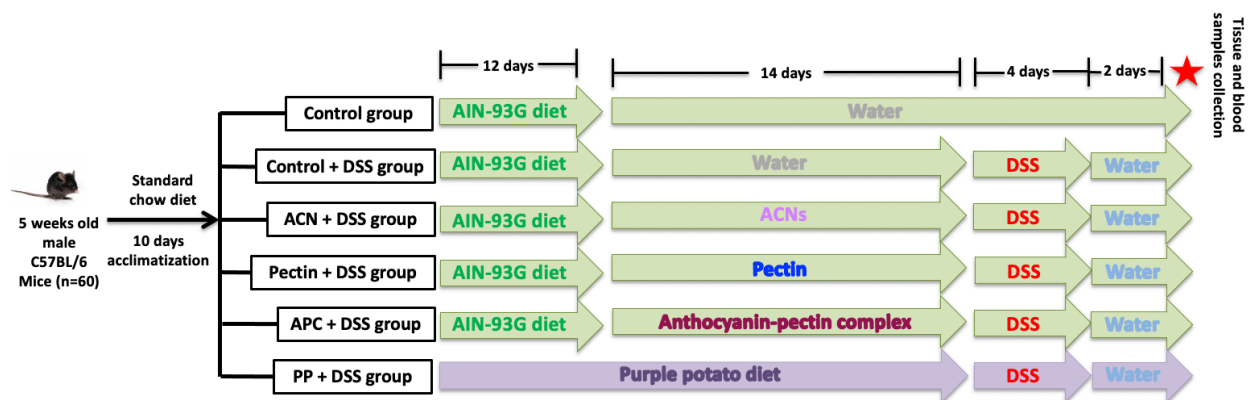 12 days
14 days
4 days
2 days
Tissue and blood
samples collection
Control group
AIN-93G diet
Water
Control + DSS group
AIN-93G diet
Water
DSS
Water
Standard
chow diet
10 days
acclimatization
5 weeks old
male
C57BL/6
Mice (n=60)
ACN + DSS group
AIN-93G diet
ACNs
DSS
Water
Pectin + DSS group
AIN-93G diet
Pectin
DSS
Water
APC + DSS group
AIN-93G diet
Anthocyanin-pectin complex
DSS
Water
PP + DSS group
Purple potato diet
DSS
Water